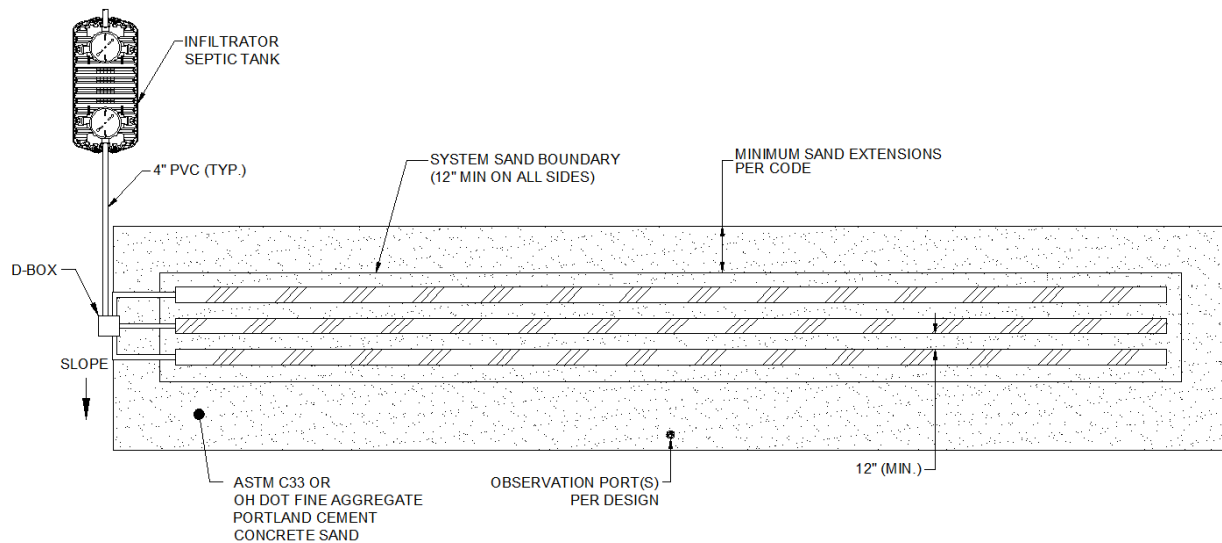 INFILTRATOR
SEPTIC TANK
4" PVC (TYP.)
SYSTEM SAND BOUNDARY
(12" MIN ON ALL SIDES)
MINIMUM SAND EXTENSIONS
PER CODE
D-BOX
SLOPE
12" (MIN.)
ASTM C33 OR
OH DOT FINE AGGREGATE
PORTLAND CEMENT
CONCRETE SAND
OBSERVATION PORT(S)
PER DESIGN